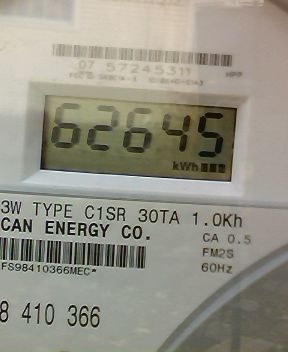 07 57245311 HPP
62645
kWh
3W TYPE C1SR 30TA 1.0Kh
CAN ENERGY CO.
CA 0.5
FM2S
FS98410366MEC*
60Hz
8 410 366